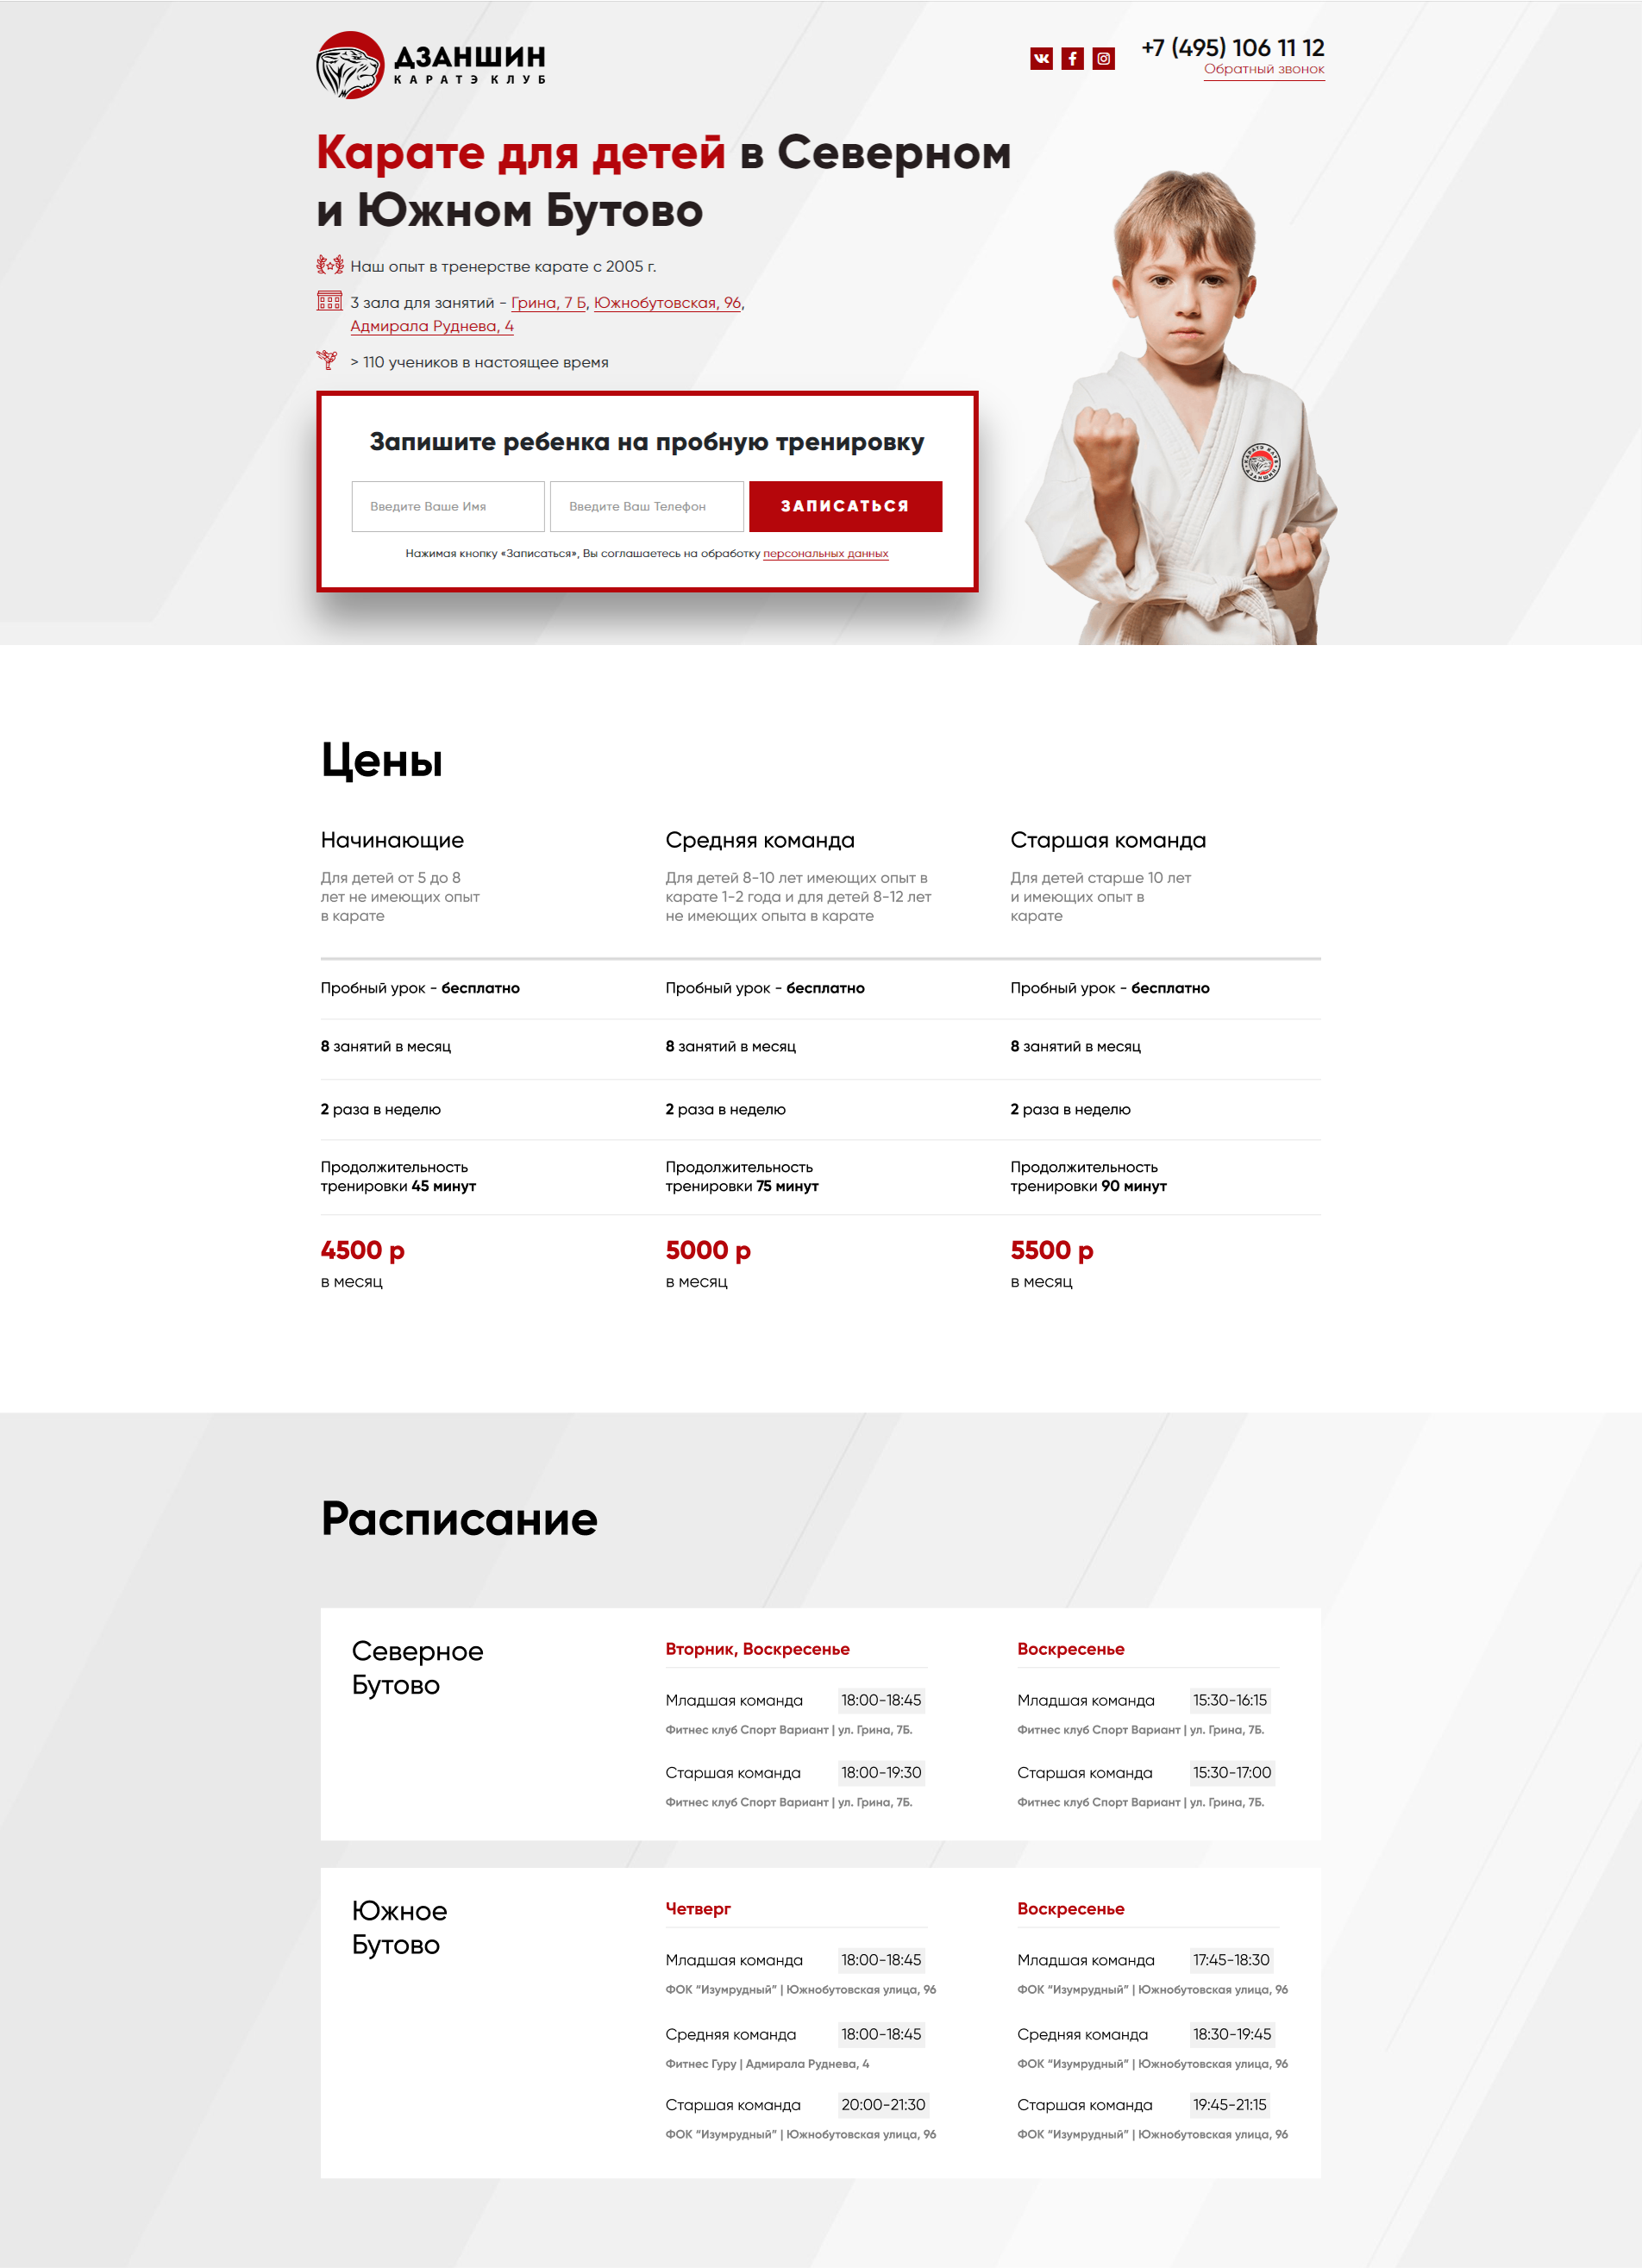 ДЗАНШИН
КАРАТЭ КЛУБ
+7 (495) 106 11 12
Обратный звонок
Карате для детей в Северном
и Южном Бутово
Наш опыт в тренерстве карате с 2005 г.
3 зала для занятий - Грина, 7 Б, Южнобутовская, 96,
Адмирала Руднева, 4
> 110 учеников в настоящее время
КАРАТЭ КЛУБ
ДЗАНШИН
Запишите ребенка на пробную тренировку
Введите Ваше Имя
Введите Ваш Телефон
ЗАПИСАТЬСЯ
Нажимая кнопку «Записаться», Вы соглашаетесь на обработку персональных данных
Цены
Начинающие
Для детей от 5 до 8
лет не имеющих опыт
в карате
Средняя команда
Для детей 8-10 лет имеющих опыт в
карате 1-2 года и для детей 8-12 лет
не имеющих опыта в карате
Старшая команда
Для детей старше 10 лет
и имеющих опыт в
карате
Пробный урок - бесплатно
Пробный урок - бесплатно
Пробный урок - бесплатно
8 занятий в месяц
8 занятий в месяц
8 занятий в месяц
2 раза в неделю
2 раза в неделю
2 раза в неделю
Продолжительность
тренировки 45 минут
Продолжительность
тренировки 75 минут
Продолжительность
тренировки 90 минут
4500 р
в месяц
5000 р
в месяц
5500 р
в месяц
Расписание
Северное
Бутово
Вторник, Воскресенье
Младшая команда 18:00-18:45
Фитнес клуб Спорт Вариант | ул. Грина, 7Б.
Старшая команда 18:00-19:30
Фитнес клуб Спорт Вариант | ул. Грина, 7Б.
Воскресенье
Младшая команда 15:30-16:15
Фитнес клуб Спорт Вариант | ул. Грина, 7Б.
Старшая команда 15:30-17:00
Фитнес клуб Спорт Вариант | ул. Грина, 7Б.
Южное
Бутово
Четверг
Младшая команда 18:00-18:45
ФОК “Изумрудный” | Южнобутовская улица, 96
Средняя команда 18:00-18:45
Фитнес Гуру | Адмирала Руднева, 4
Старшая команда 20:00-21:30
ФОК “Изумрудный” | Южнобутовская улица, 96
Воскресенье
Младшая команда 17:45-18:30
ФОК “Изумрудный” | Южнобутовская улица, 96
Средняя команда 18:30-19:45
ФОК “Изумрудный” | Южнобутовская улица, 96
Старшая команда 19:45-21:15
ФОК “Изумрудный” | Южнобутовская улица, 96